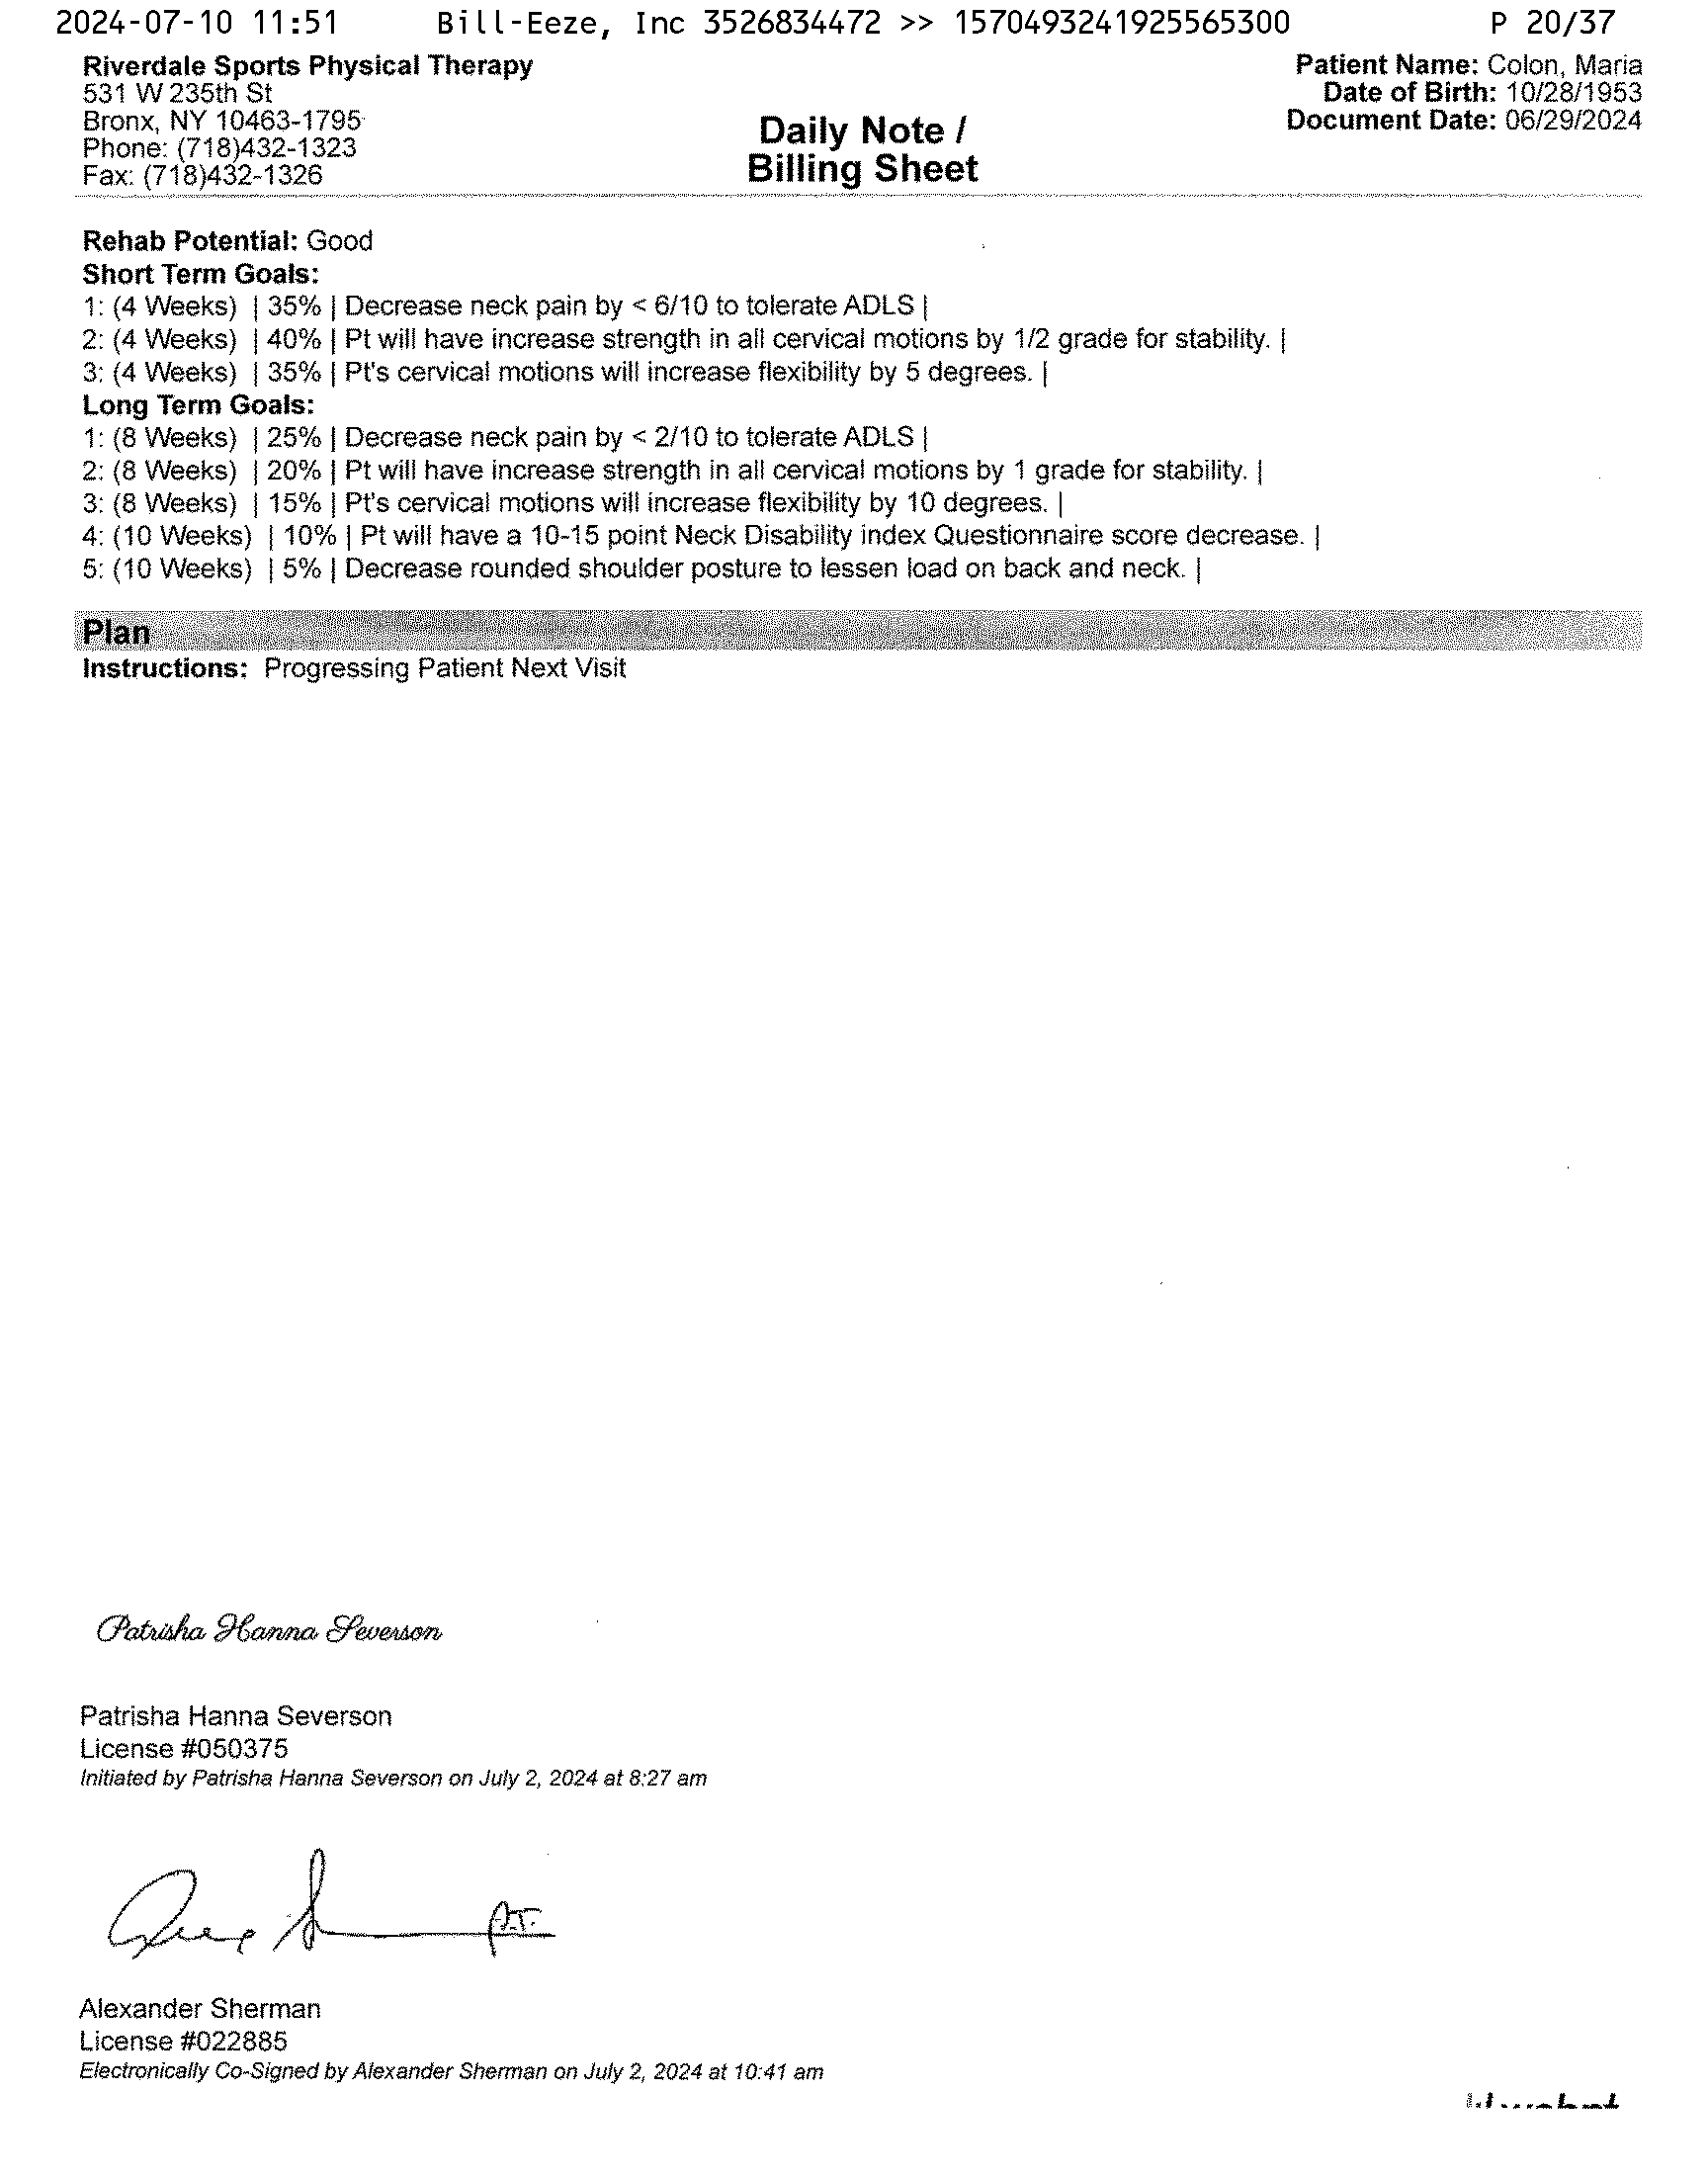 2024-07-10 11:51 Bill-Eeze, Inc 3526834472 >> 15704932419255653​00 P 20/37
Riverdale Sports Physical Therapy
531 W 235th St
Bronx, NY 10463-1795
Phone: (718)432-1323
Fax: (718)432-1326
Daily Note /
Billing Sheet
Patient Name: Colon, Maria
Date of Birth: 10/28/1953
Document Date: 06/29/2024
Rehab Potential: Good
Short Term Goals:
1: (4 Weeks) | 35% | Decrease neck pain by < 6/10 to tolerate ADLS |
2: (4 Weeks) | 40% | Pt will have increase strength in all cervical motions by 1/2 grade for stability. |
3: (4 Weeks) | 35% | Pt's cervical motions will increase flexibility by 5 degrees. |
Long Term Goals:
1: (8 Weeks) | 25% | Decrease neck pain by < 2/10 to tolerate ADLS |
2: (8 Weeks) | 20% | Pt will have increase strength in all cervical motions by 1 grade for stability. |
3: (8 Weeks) | 15% | Pt's cervical motions will increase flexibility by 10 degrees. |
4: (10 Weeks) | 10% | Pt will have a 10-15 point Neck Disability index Questionnaire score decrease. |
5: (10 Weeks) | 5% | Decrease rounded shoulder posture to lessen load on back and neck. |
Plan
Instructions: Progressing Patient Next Visit
Patrisha Hanna Severson
Patrisha Hanna Severson
License #050375
Initiated by Patrisha Hanna Severson on July 2, 2024 at 8:27 am
P.T.
Alexander Sherman
License #022885
Electronically Co-Signed by Alexander Sherman on July 2, 2024 at 10:41 am